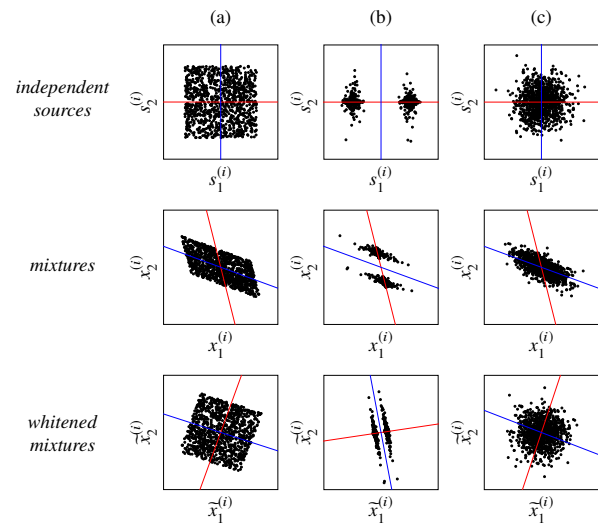 (a) (b) (c)
independent
sources
s₂⁽ⁱ⁾ s₂⁽ⁱ⁾ s₂⁽ⁱ⁾
s₁⁽ⁱ⁾ s₁⁽ⁱ⁾ s₁⁽ⁱ⁾
mixtures
x₂⁽ⁱ⁾ x₂⁽ⁱ⁾ x₂⁽ⁱ⁾
x₁⁽ⁱ⁾ x₁⁽ⁱ⁾ x₁⁽ⁱ⁾
whitened
mixtures
x̃₂⁽ⁱ⁾ x̃₂⁽ⁱ⁾ x̃₂⁽ⁱ⁾
x̃₁⁽ⁱ⁾ x̃₁⁽ⁱ⁾ x̃₁⁽ⁱ⁾